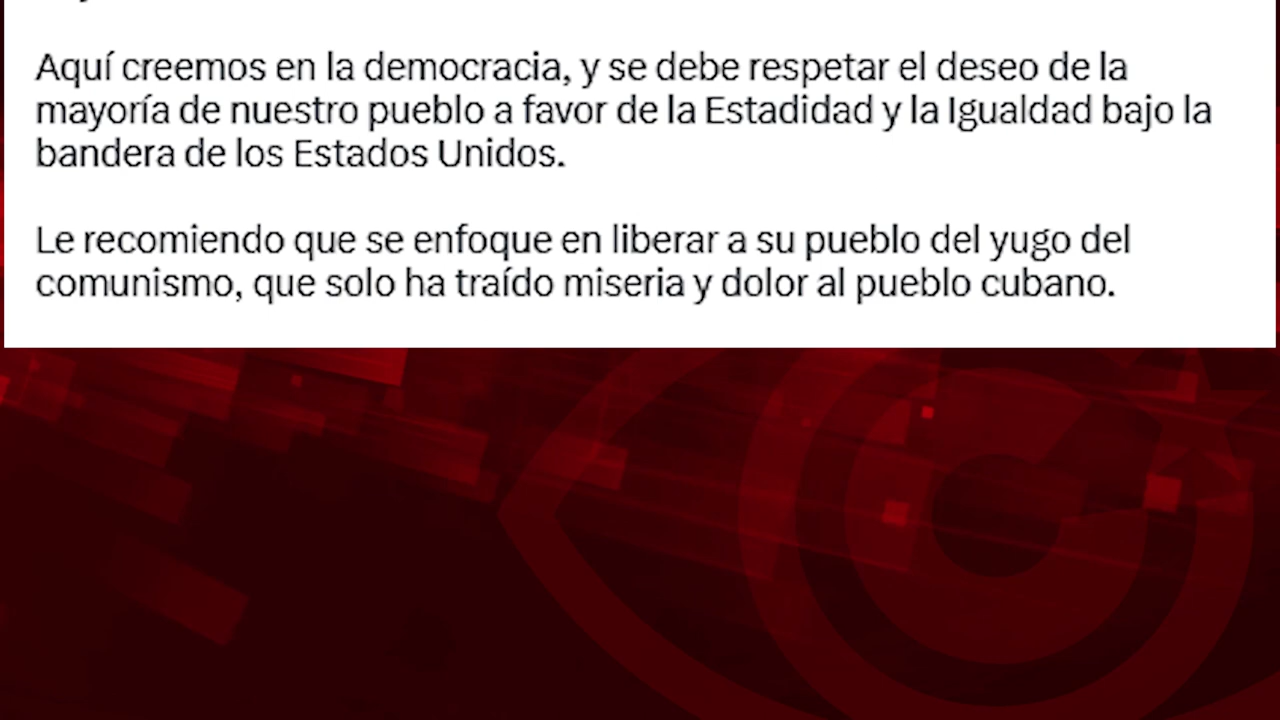 Aquí creemos en la democracia, y se debe respetar el deseo de la
mayoría de nuestro pueblo a favor de la Estadidad y la Igualdad bajo la
bandera de los Estados Unidos.
Le recomiendo que se enfoque en liberar a su pueblo del yugo del
comunismo, que solo ha traído miseria y dolor al pueblo cubano.